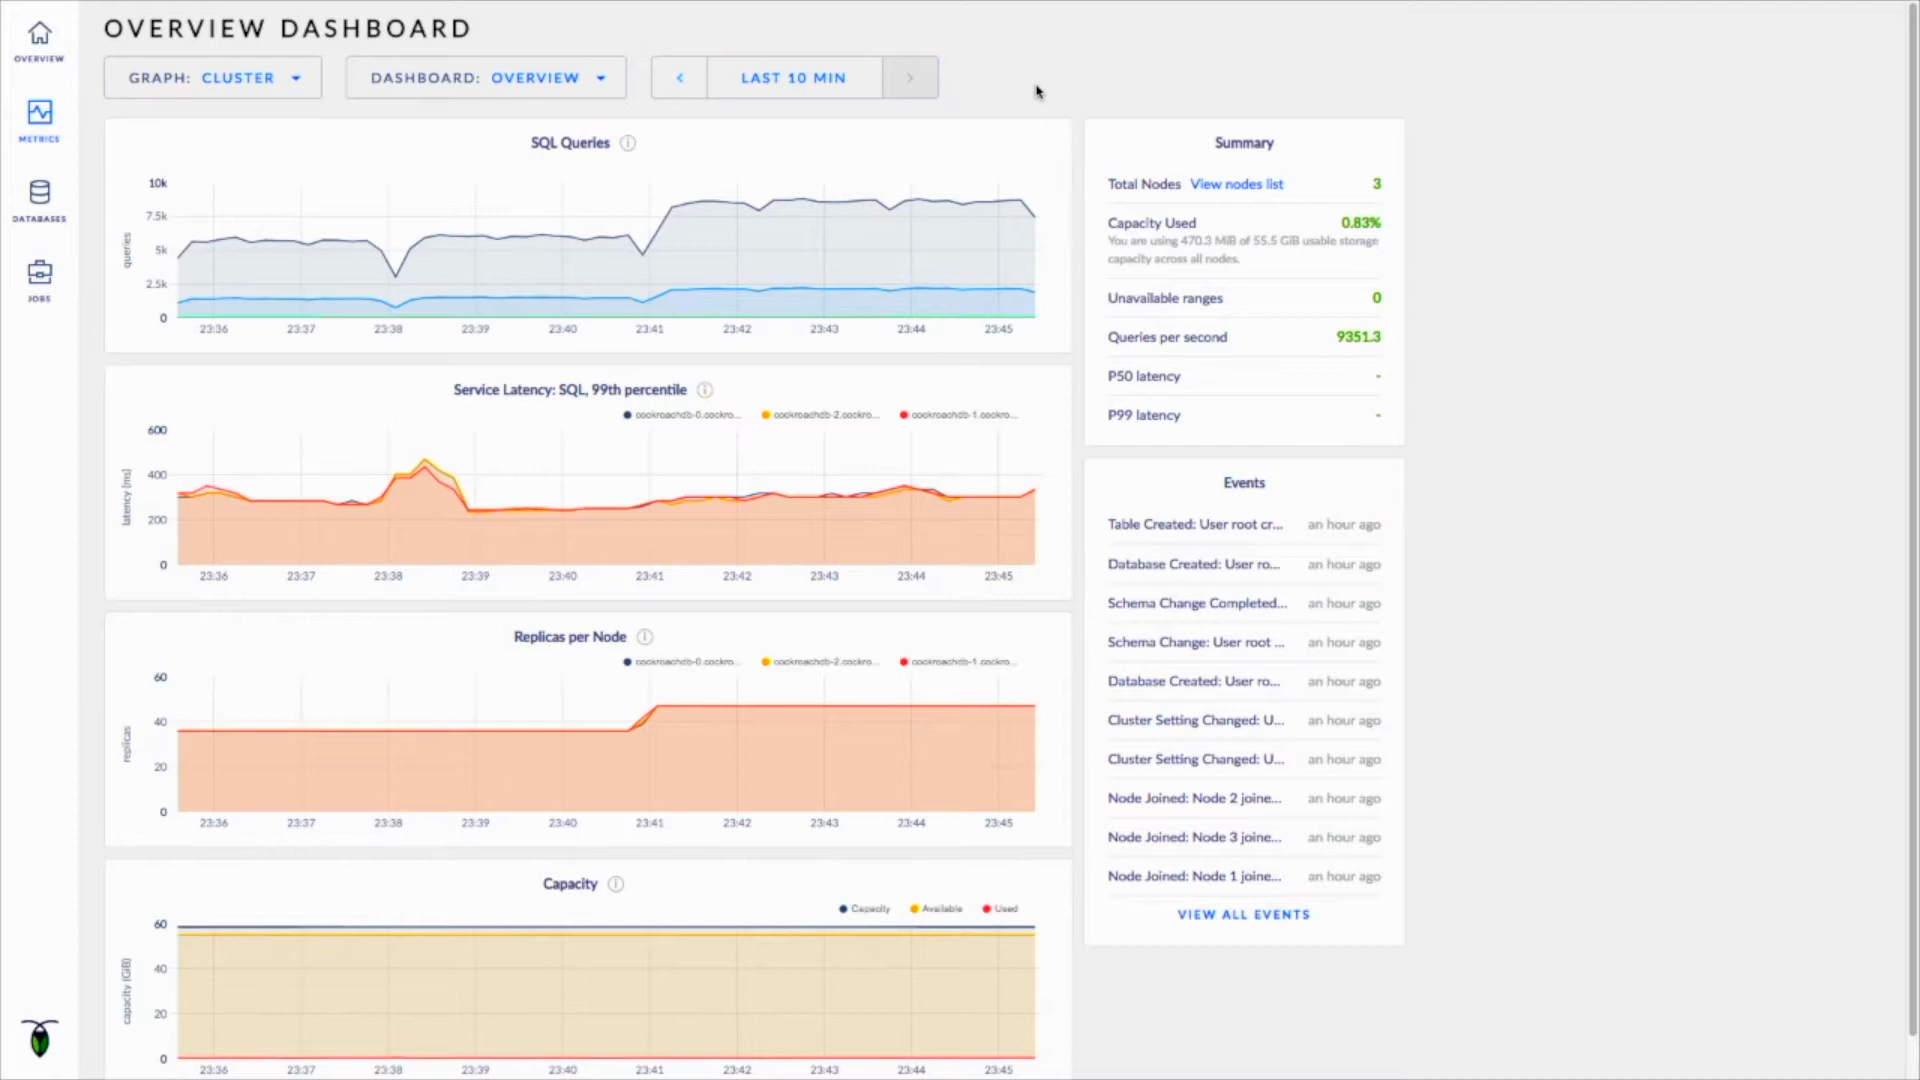 OVERVIEW DASHBOARD
OVERVIEW
METRICS
DATABASES
JOBS
GRAPH: CLUSTER
DASHBOARD: OVERVIEW
LAST 10 MIN
SQL Queries
10k
7.5k
5k
2.5k
0
queries
23:36 23:37 23:38 23:39 23:40 23:41 23:42 23:43 23:44 23:45
Service Latency: SQL, 99th percentile
cockroachdb-0.cockro... cockroachdb-2.cockro... cockroachdb-1.cockro...
600
400
200
0
latency (ms)
23:36 23:37 23:38 23:39 23:40 23:41 23:42 23:43 23:44 23:45
Replicas per Node
cockroachdb-0.cockro... cockroachdb-2.cockro... cockroachdb-1.cockro...
60
40
20
0
replicas
23:36 23:37 23:38 23:39 23:40 23:41 23:42 23:43 23:44 23:45
Capacity
Capacity Available Used
60
40
20
0
capacity (GiB)
23:36 23:37 23:38 23:39 23:40 23:41 23:42 23:43 23:44 23:45
Summary
Total Nodes View nodes list 3
Capacity Used 0.83%
You are using 470.3 MiB of 55.5 GiB usable storage
capacity across all nodes.
Unavailable ranges 0
Queries per second 9351.3
P50 latency -
P99 latency -
Events
Table Created: User root cr... an hour ago
Database Created: User ro... an hour ago
Schema Change Completed... an hour ago
Schema Change: User root ... an hour ago
Database Created: User ro... an hour ago
Cluster Setting Changed: U... an hour ago
Cluster Setting Changed: U... an hour ago
Node Joined: Node 2 joine... an hour ago
Node Joined: Node 3 joine... an hour ago
Node Joined: Node 1 joine... an hour ago
VIEW ALL EVENTS